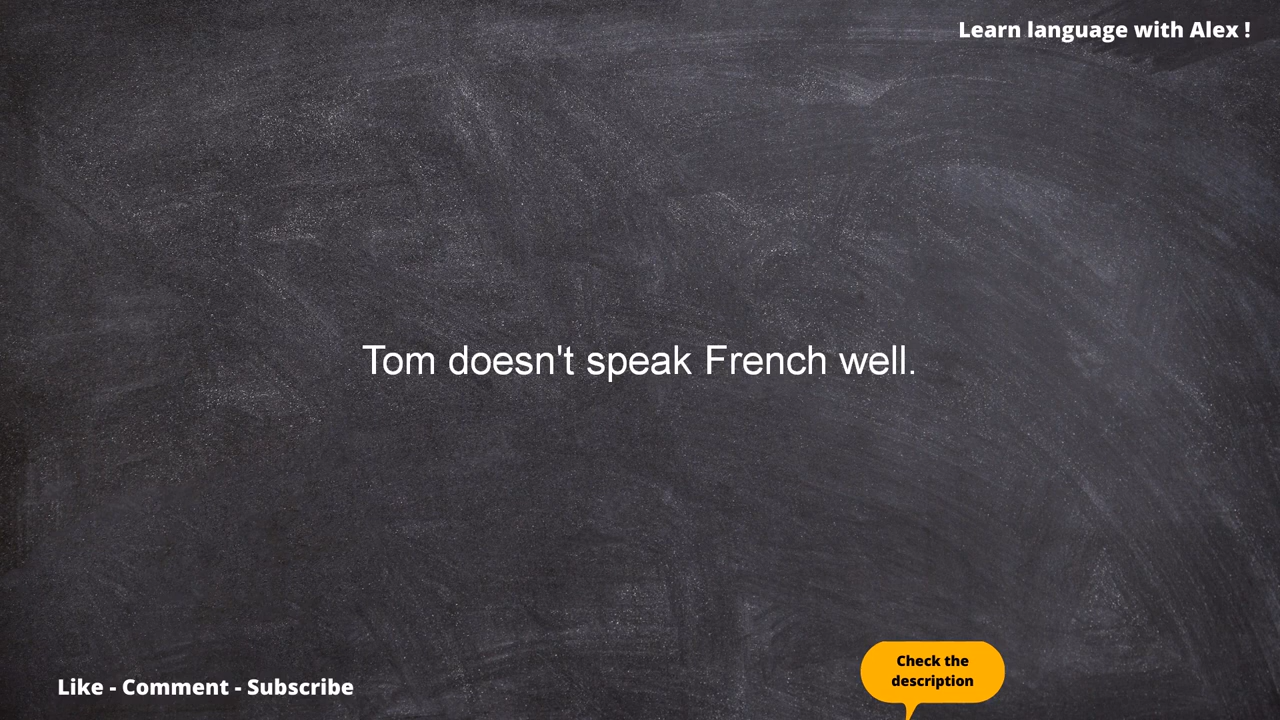 Learn language with Alex !
Tom doesn't speak French well.
Check the
description
Like - Comment - Subscribe